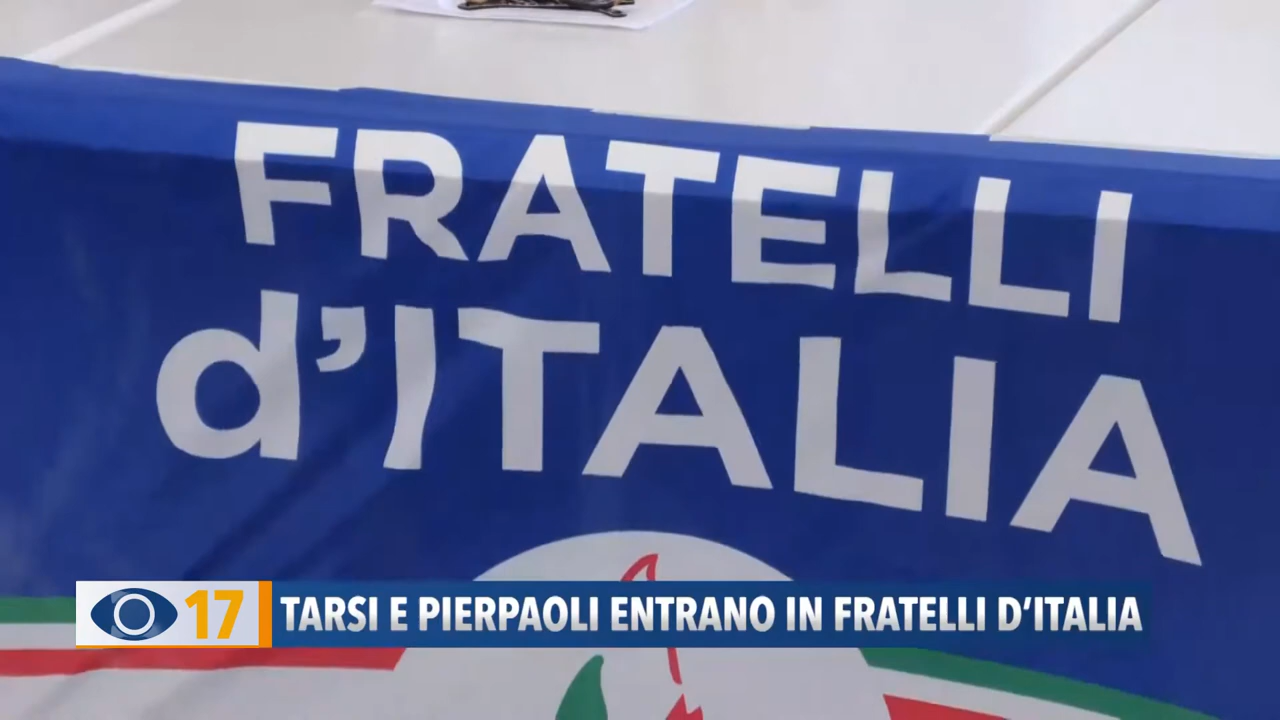 FRATELLI
d'ITALIA
17 TARSI E PIERPAOLI ENTRANO IN FRATELLI D'ITALIA